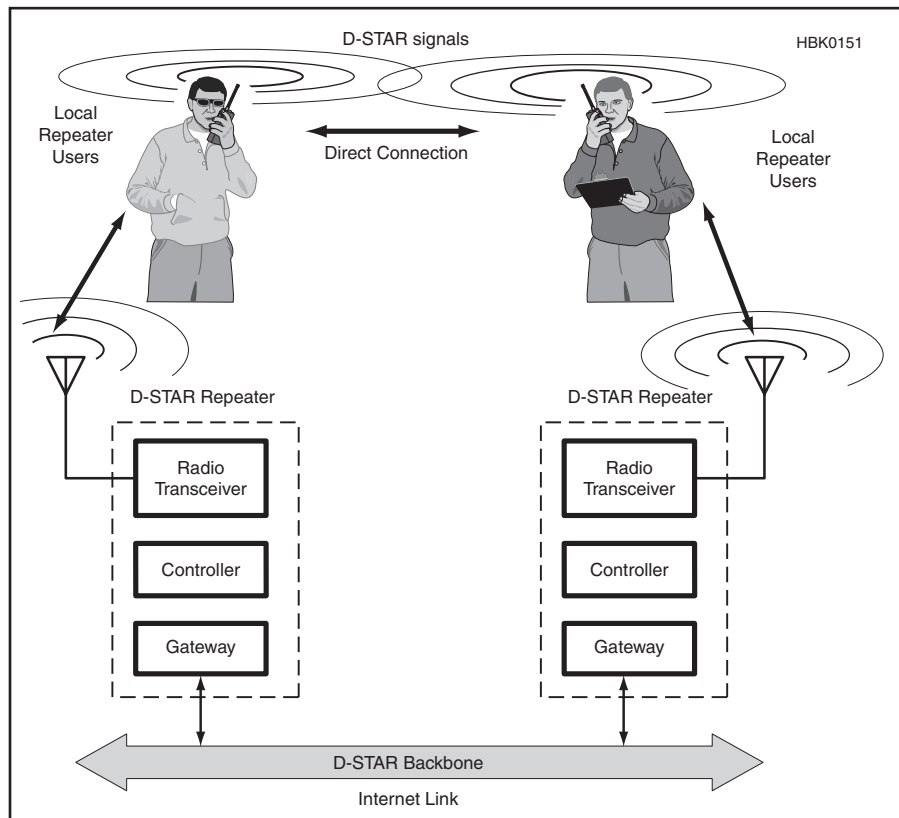 D-STAR signals
HBK0151
Local
Repeater
Users
Direct Connection
Local
Repeater
Users
D-STAR Repeater
D-STAR Repeater
Radio
Transceiver
Radio
Transceiver
Controller
Controller
Gateway
Gateway
D-STAR Backbone
Internet Link